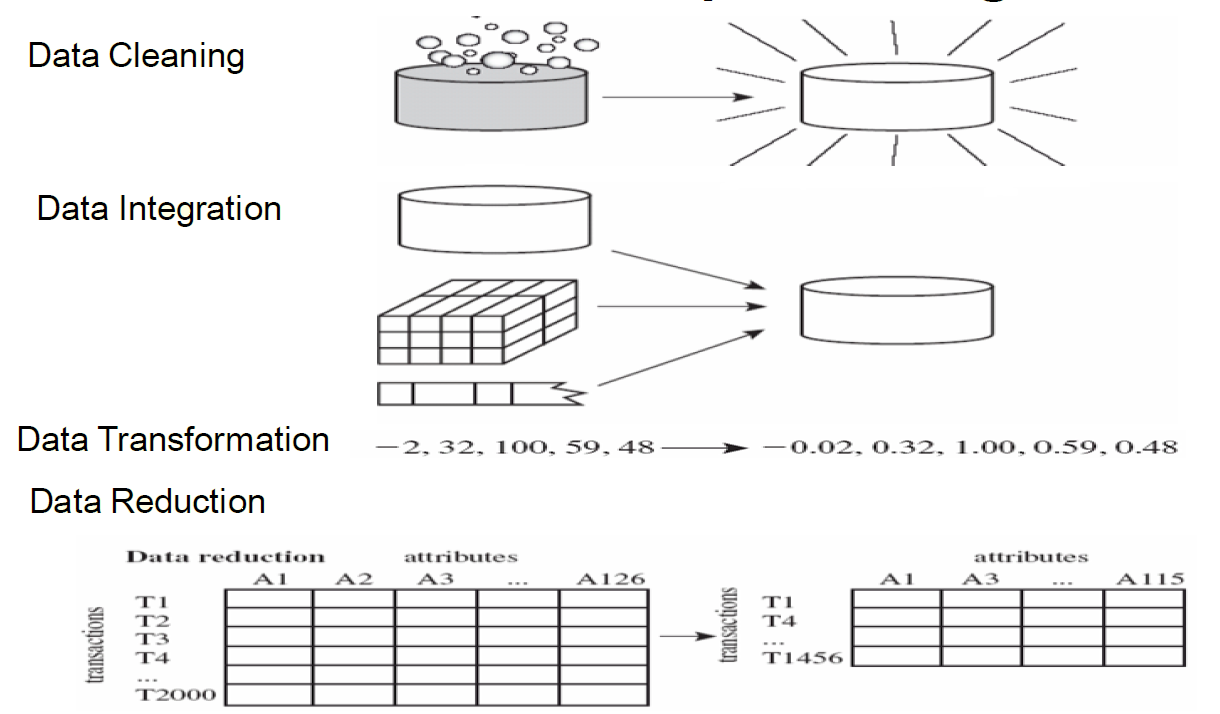 Data Cleaning
Data Integration
Data Transformation
−2, 32, 100, 59, 48 −0.02, 0.32, 1.00, 0.59, 0.48
Data Reduction
Data reduction attributes
A1 A2 A3 ... A126
transactions
T1
T2
T3
T4
...
T2000
attributes
A1 A3 ... A115
transactions
T1
T4
...
T1456